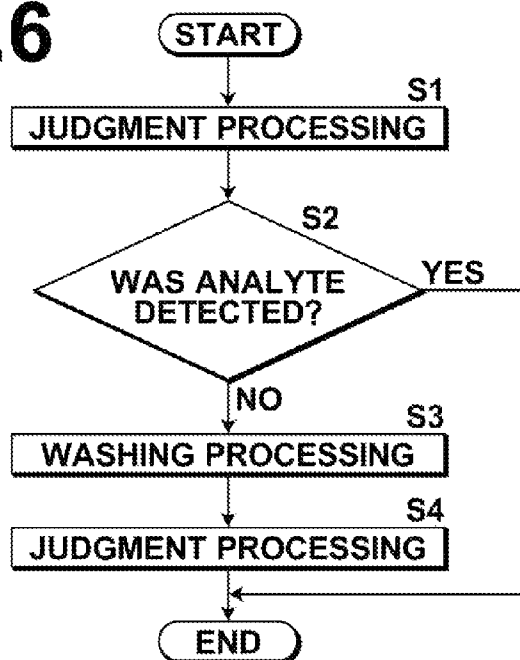 .6
START
S1
JUDGMENT PROCESSING
S2
WAS ANALYTE
DETECTED?
YES
NO
S3
WASHING PROCESSING
S4
JUDGMENT PROCESSING
END